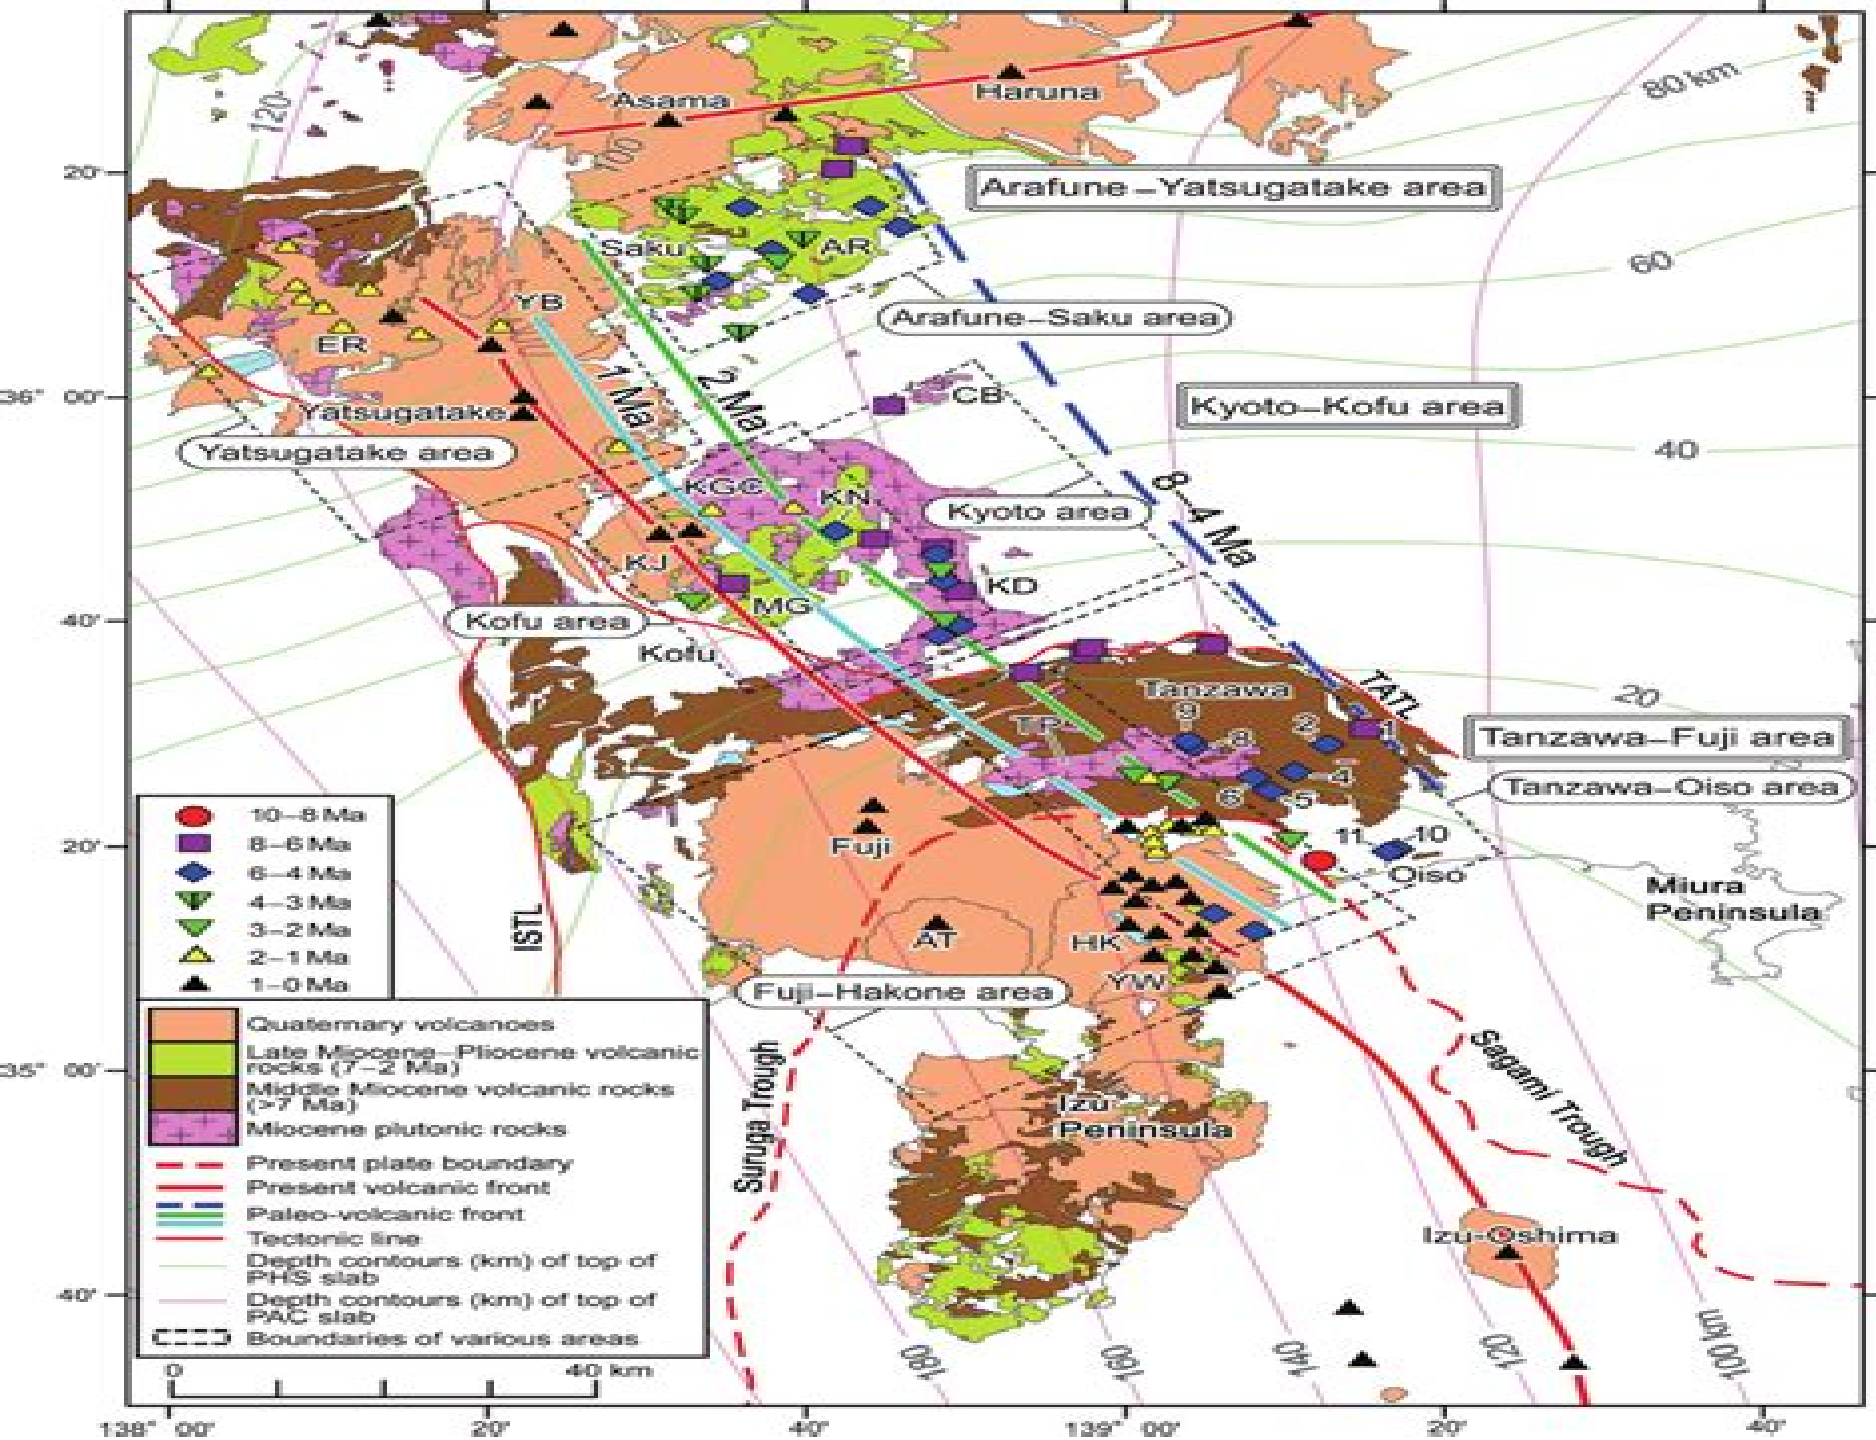 120
Asama
Haruna
80 km
100
20'
Arafune–Yatsugatake area
Saku
AR
60
YB
Arafune–Saku area
ER
1 Ma
2 Ma
36° 00'
Yatsugatake
CB
Kyoto–Kofu area
Yatsugatake area
40
8–4 Ma
KGC
KN
Kyoto area
KJ
KD
MG
40'
Kofu area
Kofu
Tanzawa
TATL
20
TP
9
2
1
8
Tanzawa–Fuji area
4
Tanzawa–Oiso area
6
5
10–8 Ma
8–6 Ma
6–4 Ma
4–3 Ma
3–2 Ma
2–1 Ma
1–0 Ma
20'
Fuji
11
10
Oiso
Miura
Peninsula
ISTL
AT
HK
YW
Fuji–Hakone area
Quaternary volcanoes
Late Miocene–Pliocene volcanic
rocks (7–2 Ma)
Middle Miocene volcanic rocks
(>7 Ma)
Miocene plutonic rocks
Present plate boundary
Present volcanic front
Paleo-volcanic front
Tectonic line
Depth contours (km) of top of
PHS slab
Depth contours (km) of top of
PAC slab
Boundaries of various areas
35° 00'
Suruga Trough
Sagami Trough
Izu
Peninsula
Izu-Oshima
40'
0 40 km
180
160
140
120
100 km
138° 00'
20'
40'
139° 00'
20'
40'